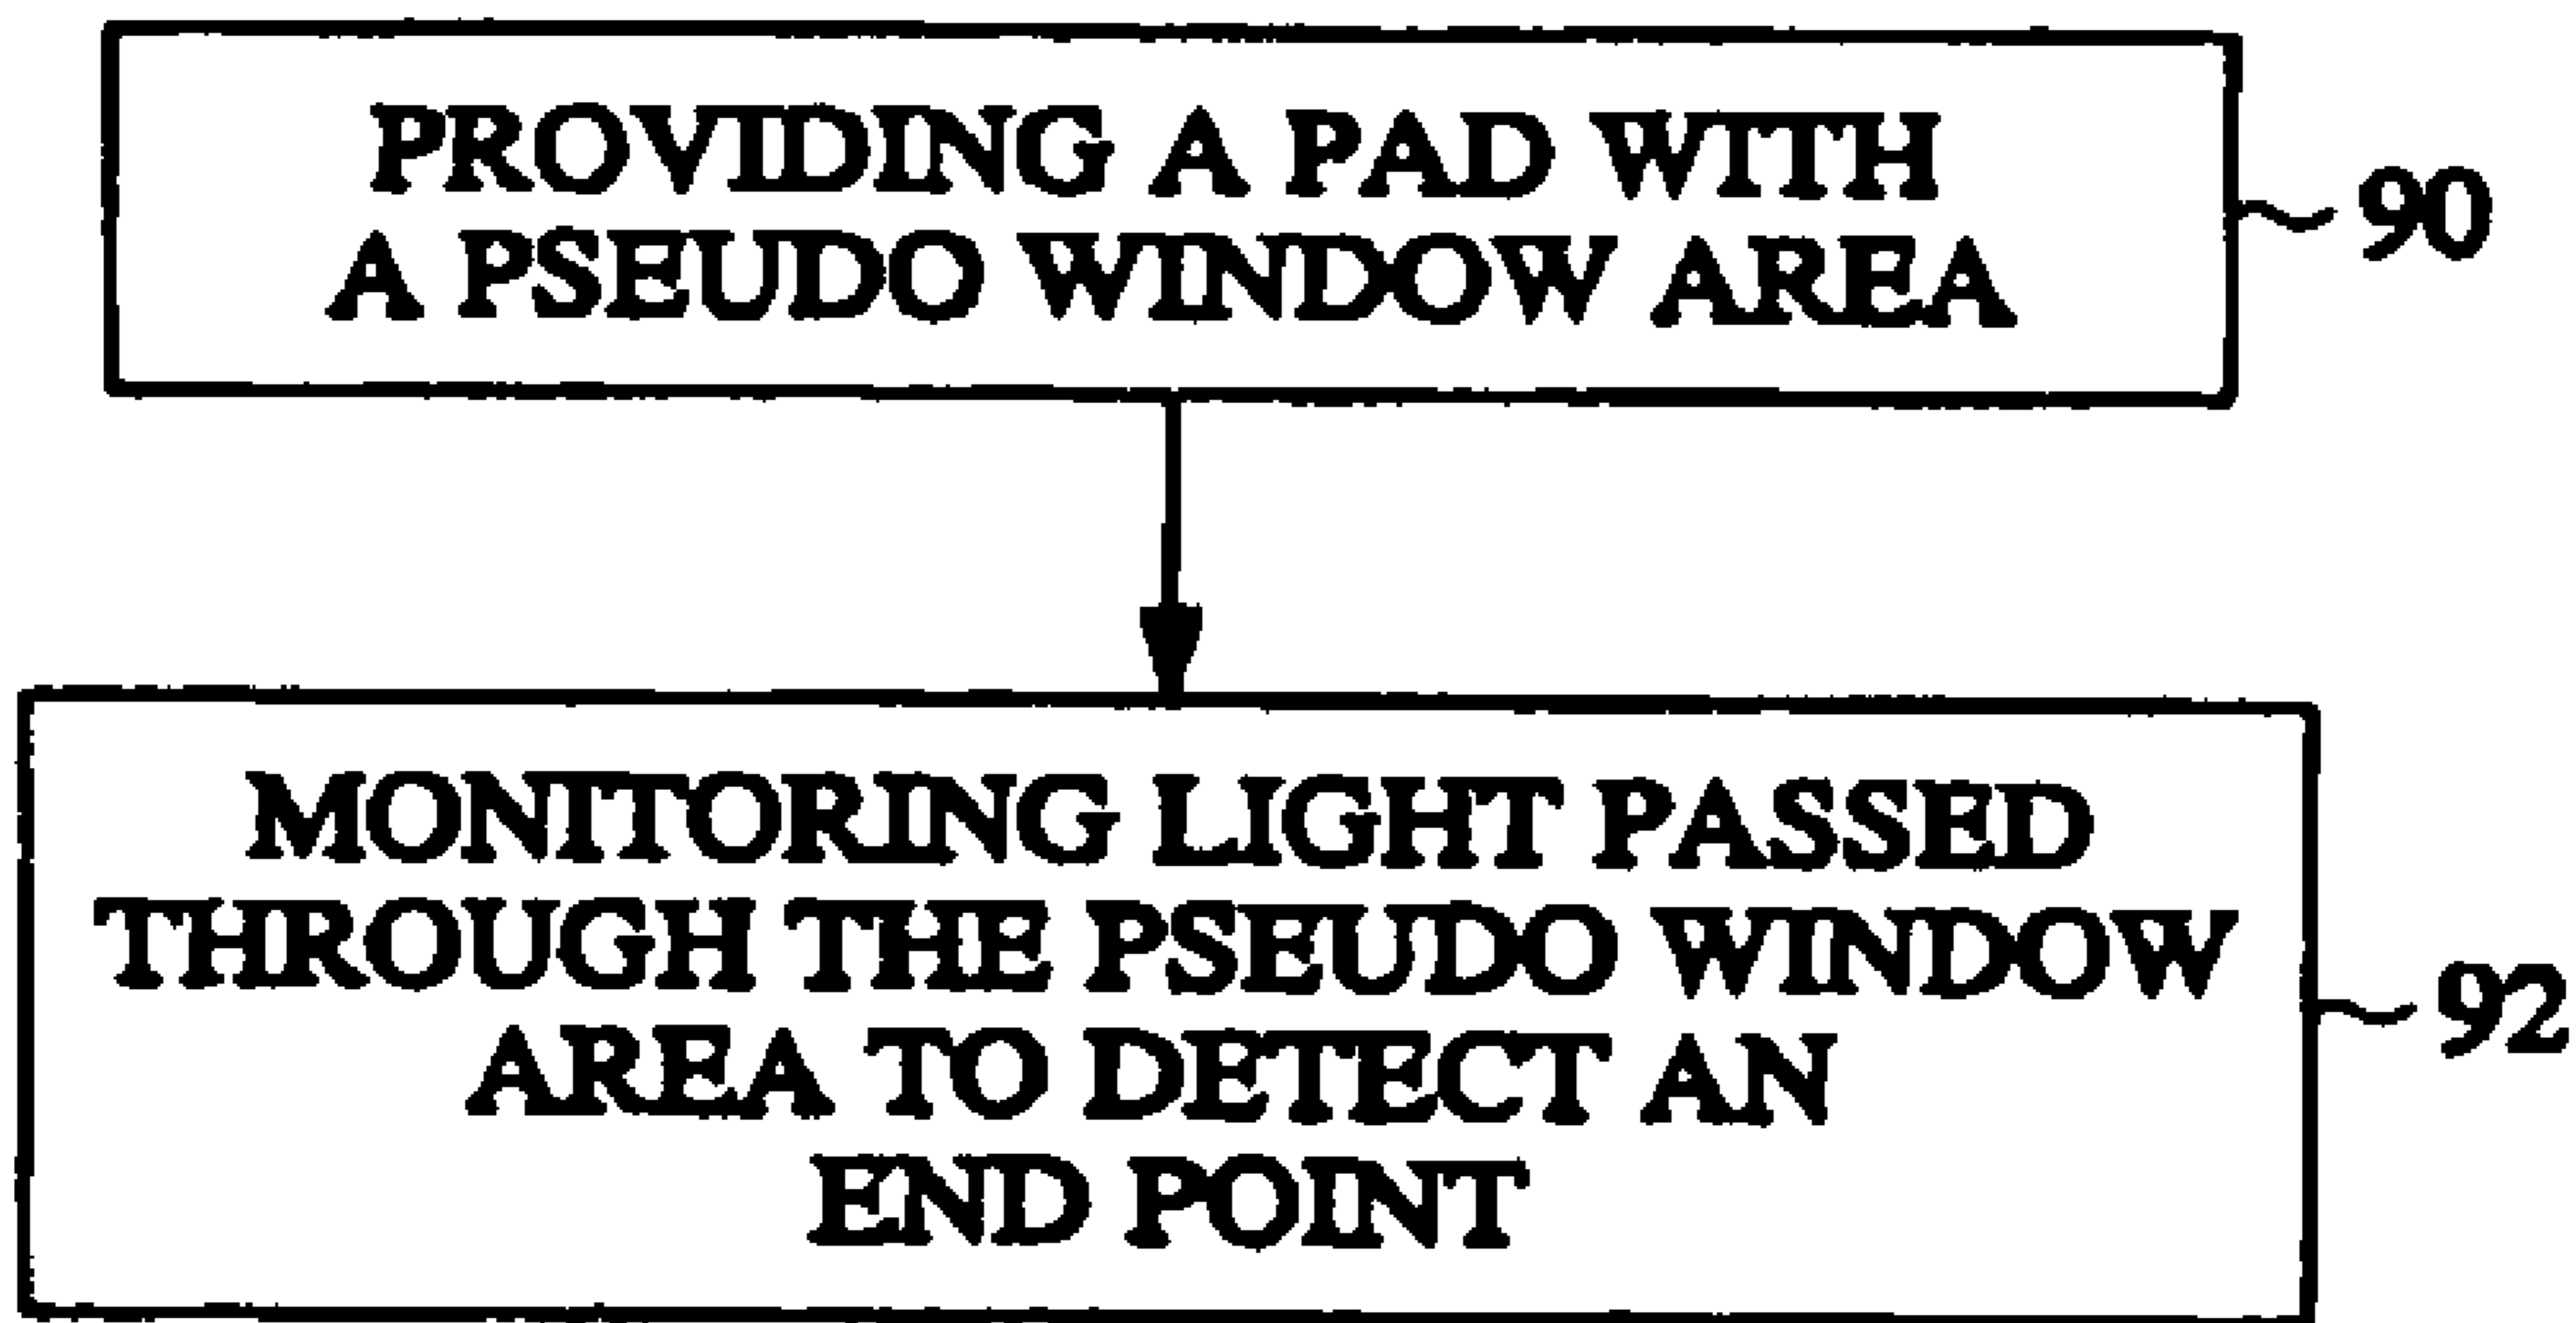 PROVIDING A PAD WITH
A PSEUDO WINDOW AREA
90
MONITORING LIGHT PASSED
THROUGH THE PSEUDO WINDOW
AREA TO DETECT AN
END POINT
92